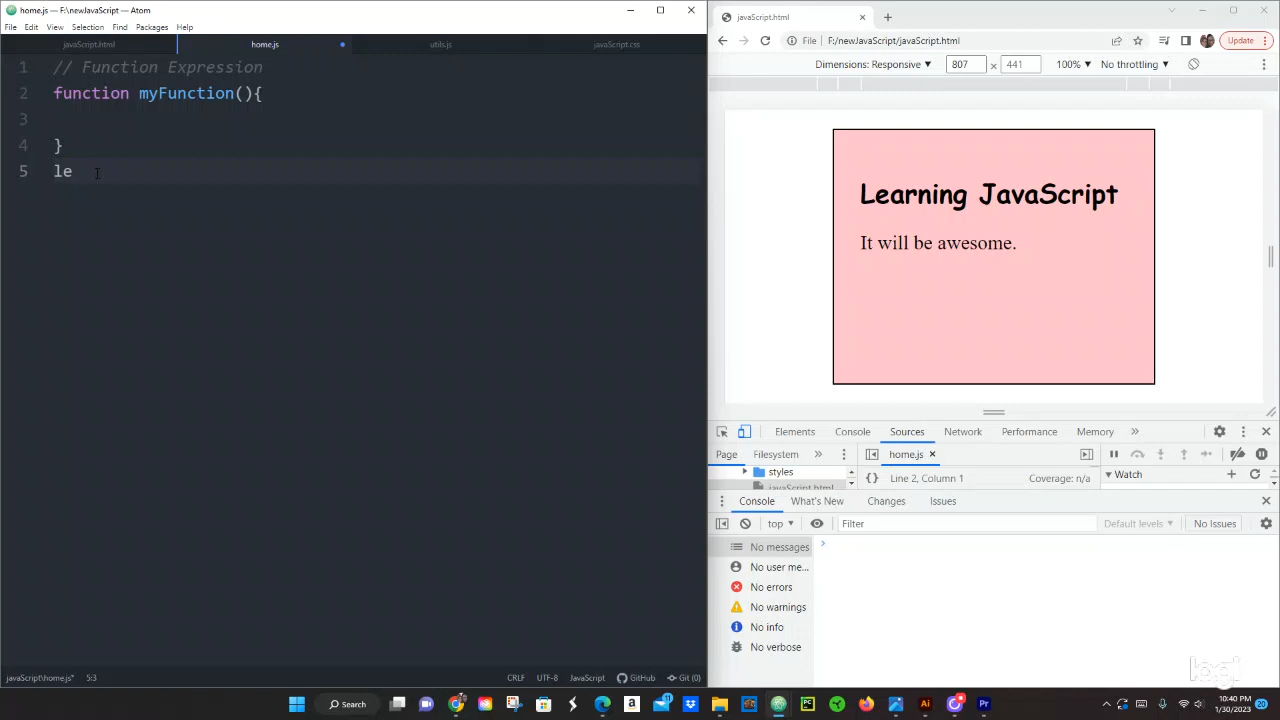 home.js — F:\newJavaScript — Atom
File Edit View Selection Find Packages Help
javaScript.html home.js utils.js javaScript.css
1 // Function Expression
2 function myFunction(){
3
4 }
5 le
javaScript\home.js* 5:3 CRLF UTF-8 JavaScript GitHub Git (0)
javaScript.html
File F:/newJavaScript/javaScript.html Update
Dimensions: Responsive 807 × 441 100% No throttling
Learning JavaScript
It will be awesome.
Elements Console Sources Network Performance Memory »
Page Filesystem » home.js
styles
javaScript.html
{} Line 2, Column 1 Coverage: n/a
Watch
Console What's New Changes Issues
top Filter Default levels No Issues
No messages
No user me...
No errors
No warnings
No info
No verbose
Search
10:40 PM
1/30/2023